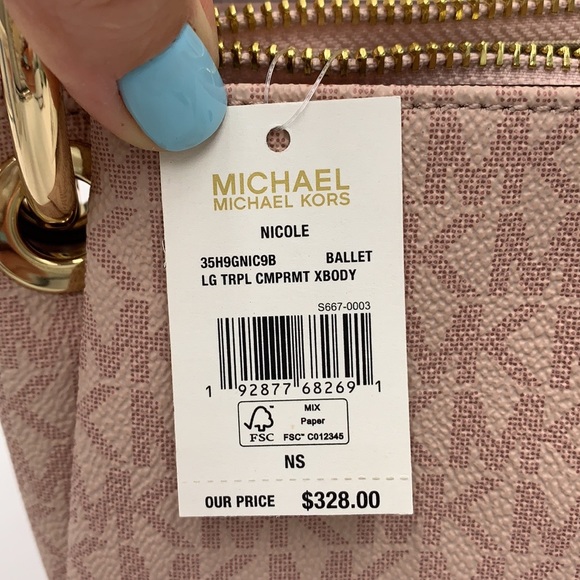 MICHAEL
MICHAEL KORS
NICOLE
35H9GNIC9B BALLET
LG TRPL CMPRMT XBODY
S667-0003
1 92877 68269 1
FSC
MIX
Paper
FSC™ C012345
NS
OUR PRICE $328.00